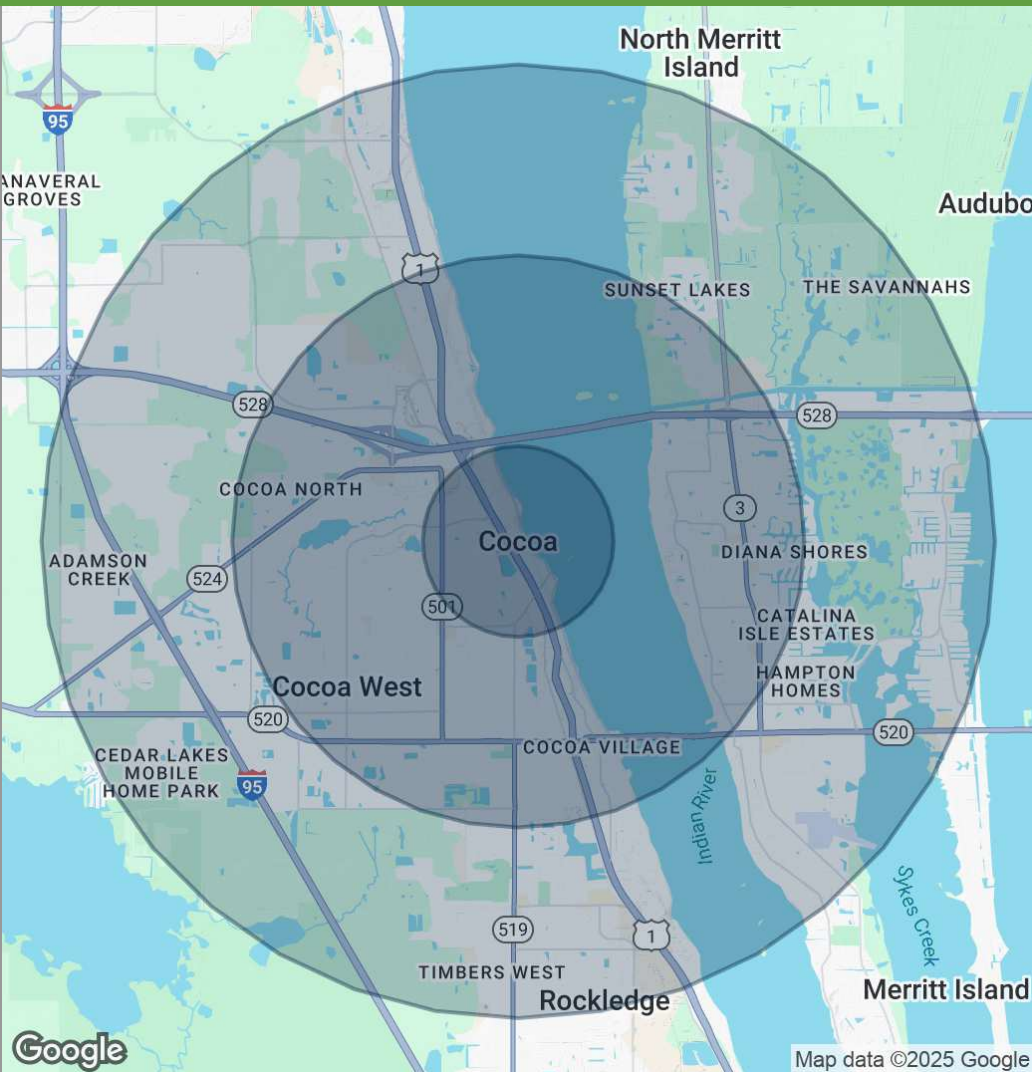 North Merritt
Island
95
ANAVERAL
GROVES
Audubo
1
SUNSET LAKES
THE SAVANNAHS
528
528
COCOA NORTH
3
Cocoa
DIANA SHORES
ADAMSON
CREEK
524
501
CATALINA
ISLE ESTATES
HAMPTON
HOMES
Cocoa West
520
520
COCOA VILLAGE
CEDAR LAKES
MOBILE
HOME PARK
95
Indian River
Sykes Creek
519
1
TIMBERS WEST
Rockledge
Merritt Island
Google
Map data ©2025 Google